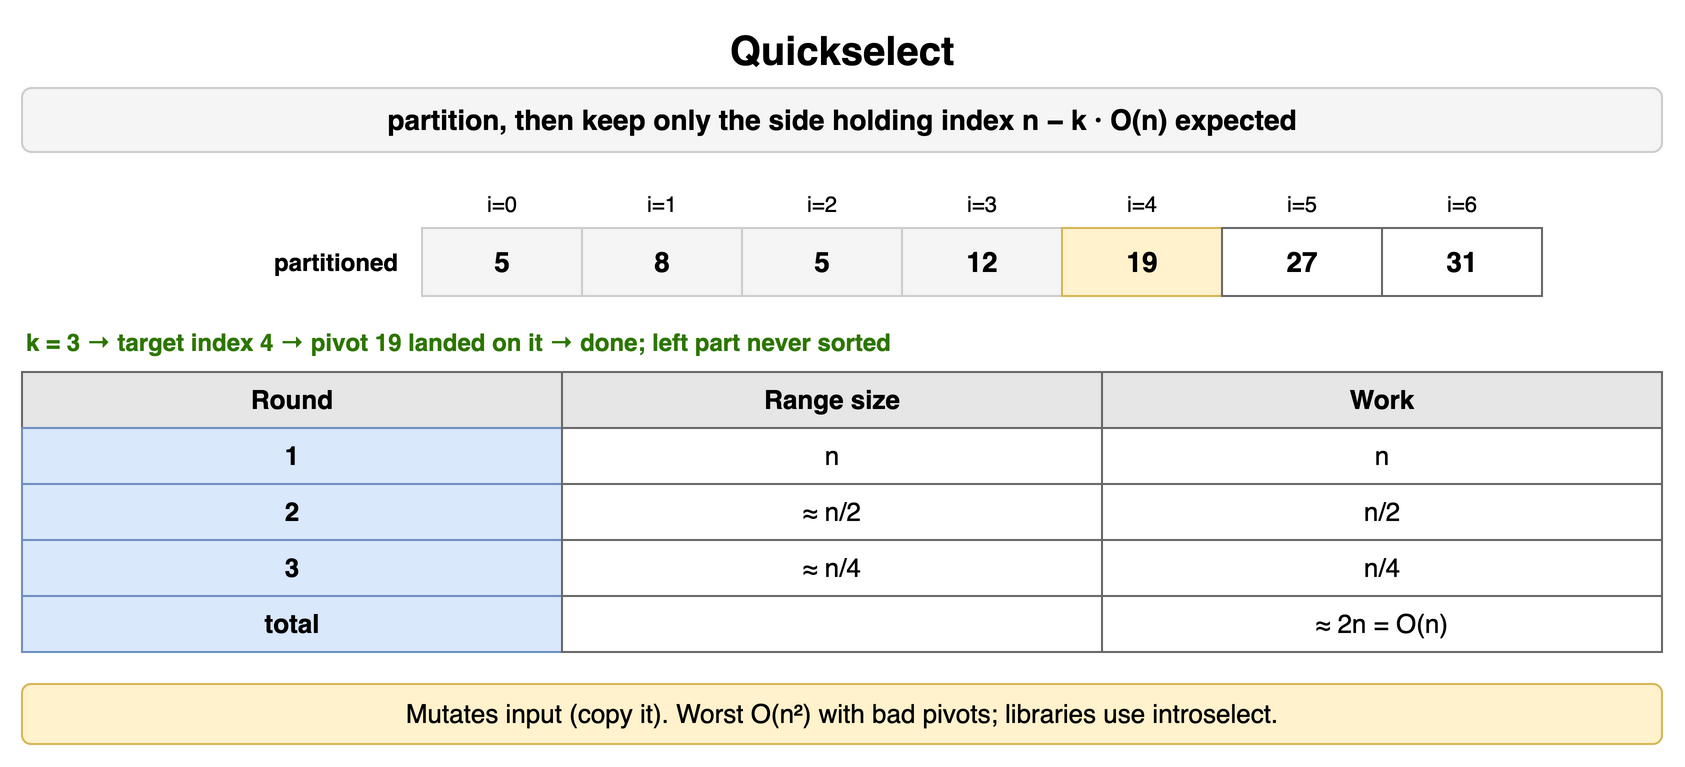 Quickselect
partition, then keep only the side holding index n − k · O(n) expected
i=0 i=1 i=2 i=3 i=4 i=5 i=6
partitioned 5 8 5 12 19 27 31
k = 3 → target index 4 → pivot 19 landed on it → done; left part never sorted
Round Range size Work
1 n n
2 ≈ n/2 n/2
3 ≈ n/4 n/4
total ≈ 2n = O(n)
Mutates input (copy it). Worst O(n²) with bad pivots; libraries use introselect.